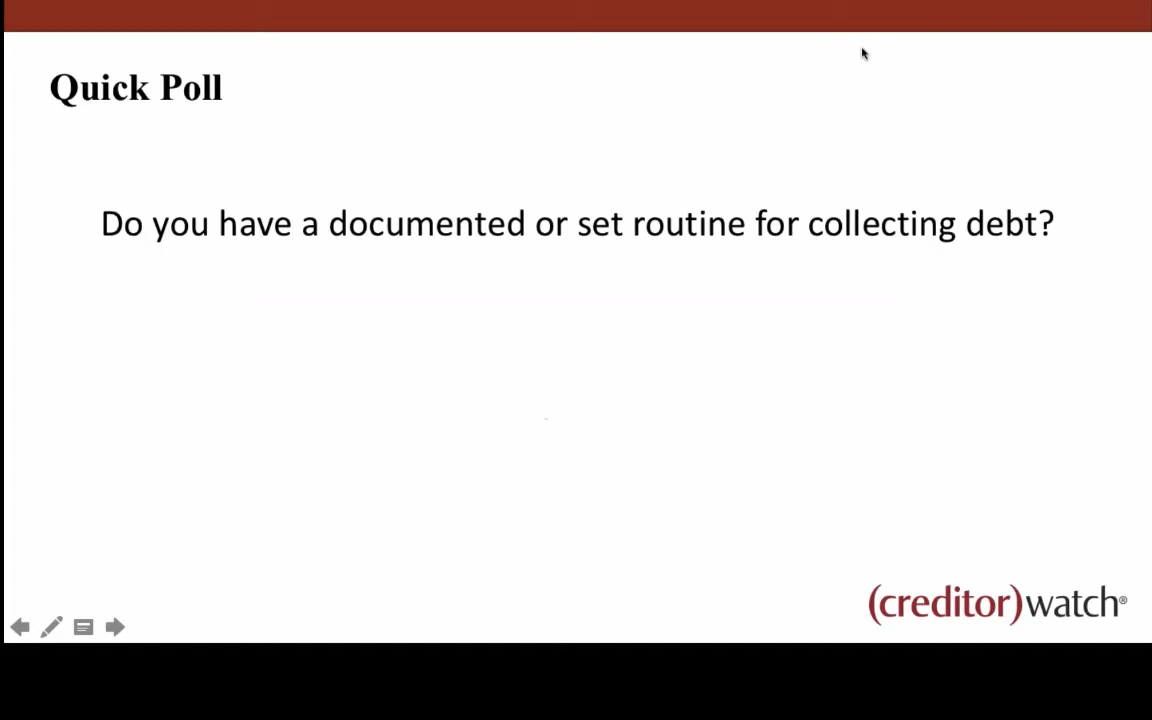 Quick Poll
Do you have a documented or set routine for collecting debt?
(creditor)watch®